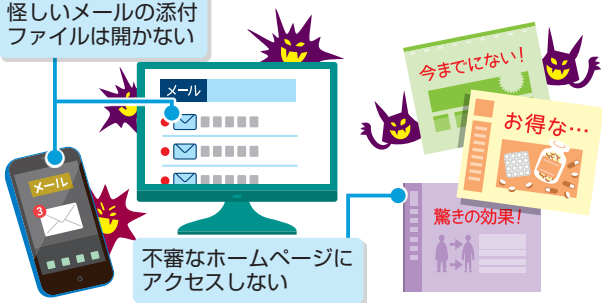 怪しいメールの添付
ファイルは開かない
メール
メール
3
不審なホームページに
アクセスしない
今までにない!
お得な…
驚きの効果!